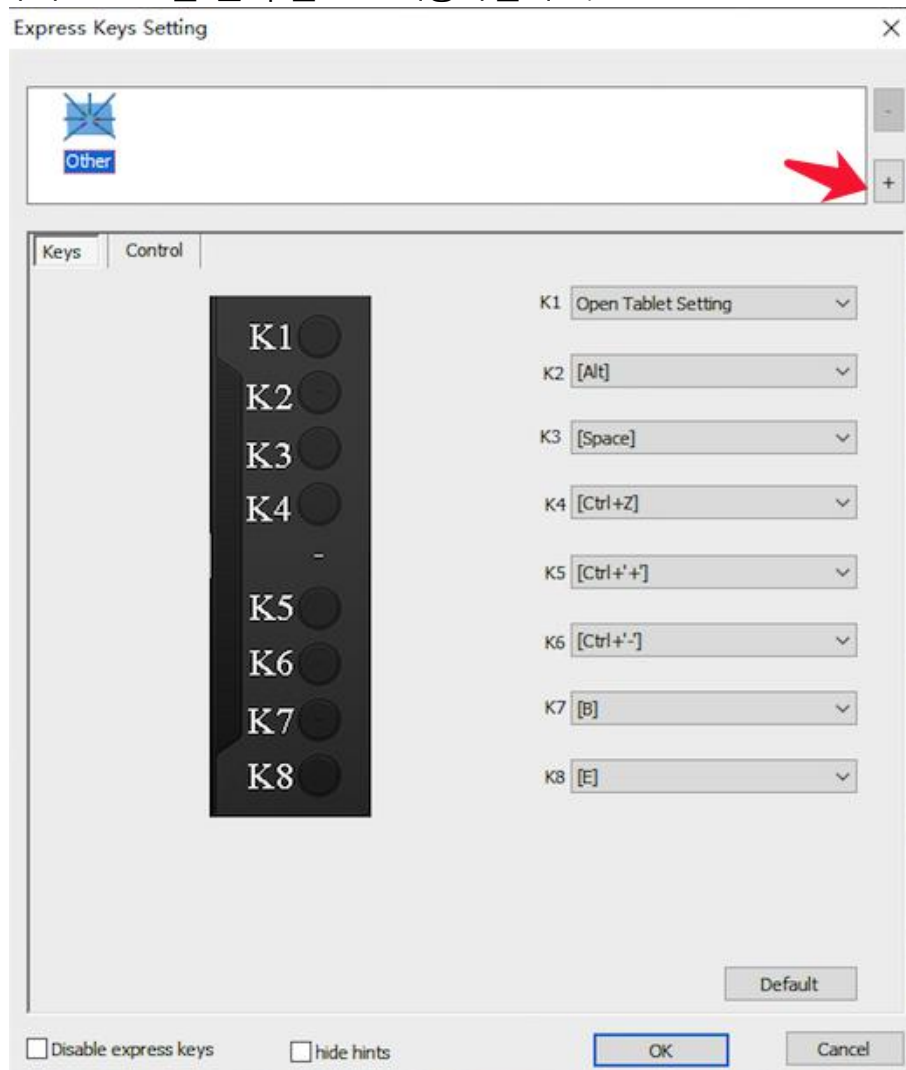 Express Keys Setting
Other
-
+
Keys Control
K1
K2
K3
K4
-
K5
K6
K7
K8
K1 Open Tablet Setting
K2 [Alt]
K3 [Space]
K4 [Ctrl+Z]
K5 [Ctrl+'+']
K6 [Ctrl+'-']
K7 [B]
K8 [E]
Default
Disable express keys
hide hints
OK
Cancel